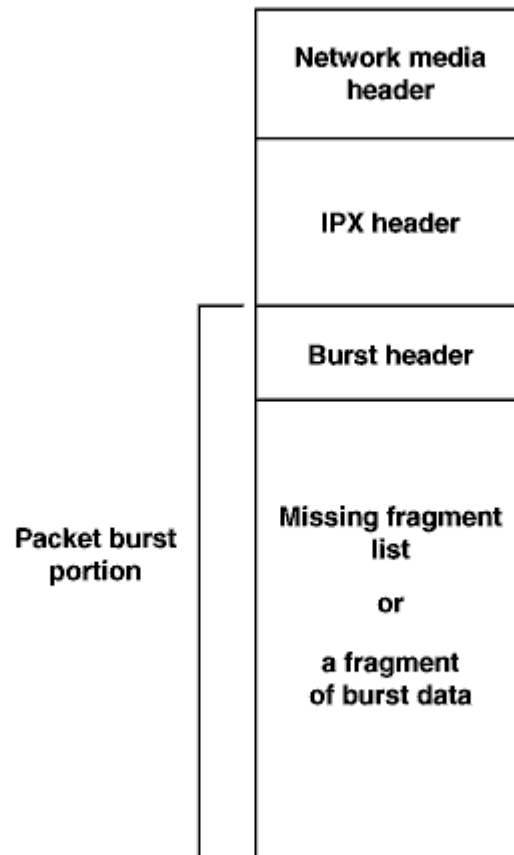 Network media
header
IPX header
Burst header
Missing fragment
list
or
a fragment
of burst data
Packet burst
portion